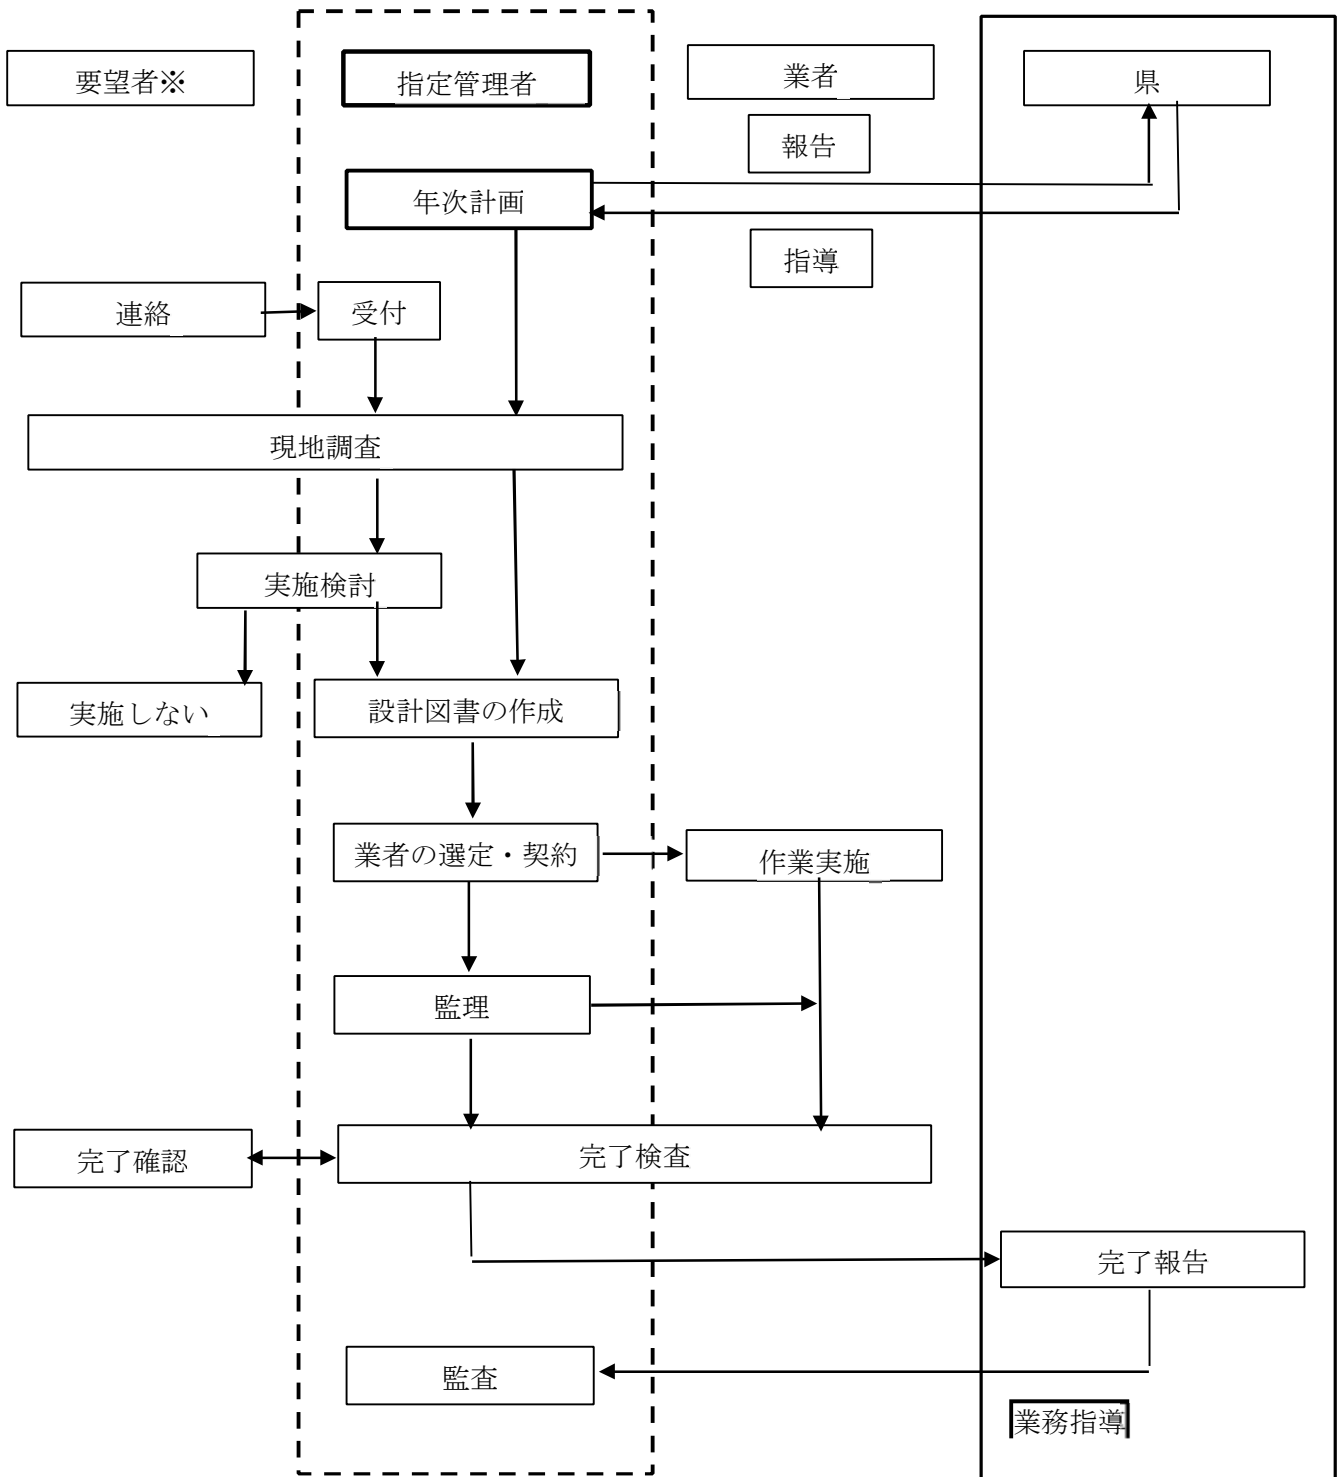 要望者※
指定管理者
業者
県
報告
年次計画
指導
連絡
受付
現地調査
実施検討
実施しない
設計図書の作成
業者の選定・契約
作業実施
監理
完了確認
完了検査
完了報告
監査
業務指導